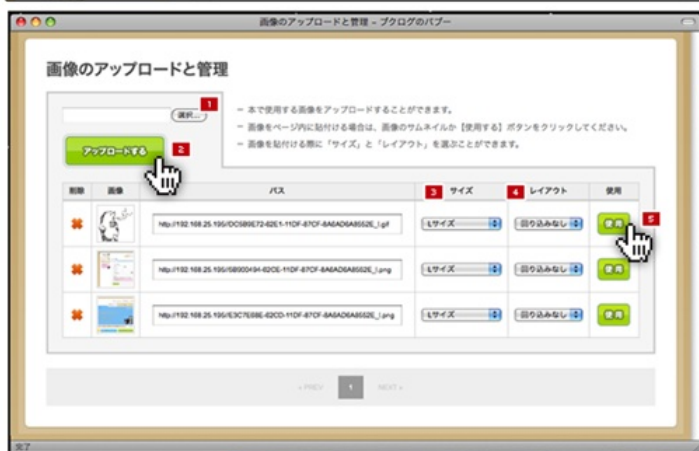 画像のアップロードと管理 - ブクログのパブー
画像のアップロードと管理
選択... 1
- 本で使用する画像をアップロードすることができます。
- 画像をページ内に貼付ける場合は、画像のサムネイルか【使用する】ボタンをクリックしてください。
- 画像を貼付ける際に「サイズ」と「レイアウト」を選ぶことができます。
アップロードする 2
削除 画像 パス 3 サイズ 4 レイアウト 使用
Lサイズ 回り込みなし 使用 5
Lサイズ 回り込みなし 使用
Lサイズ 回り込みなし 使用
« PREV 1 NEXT »
完了